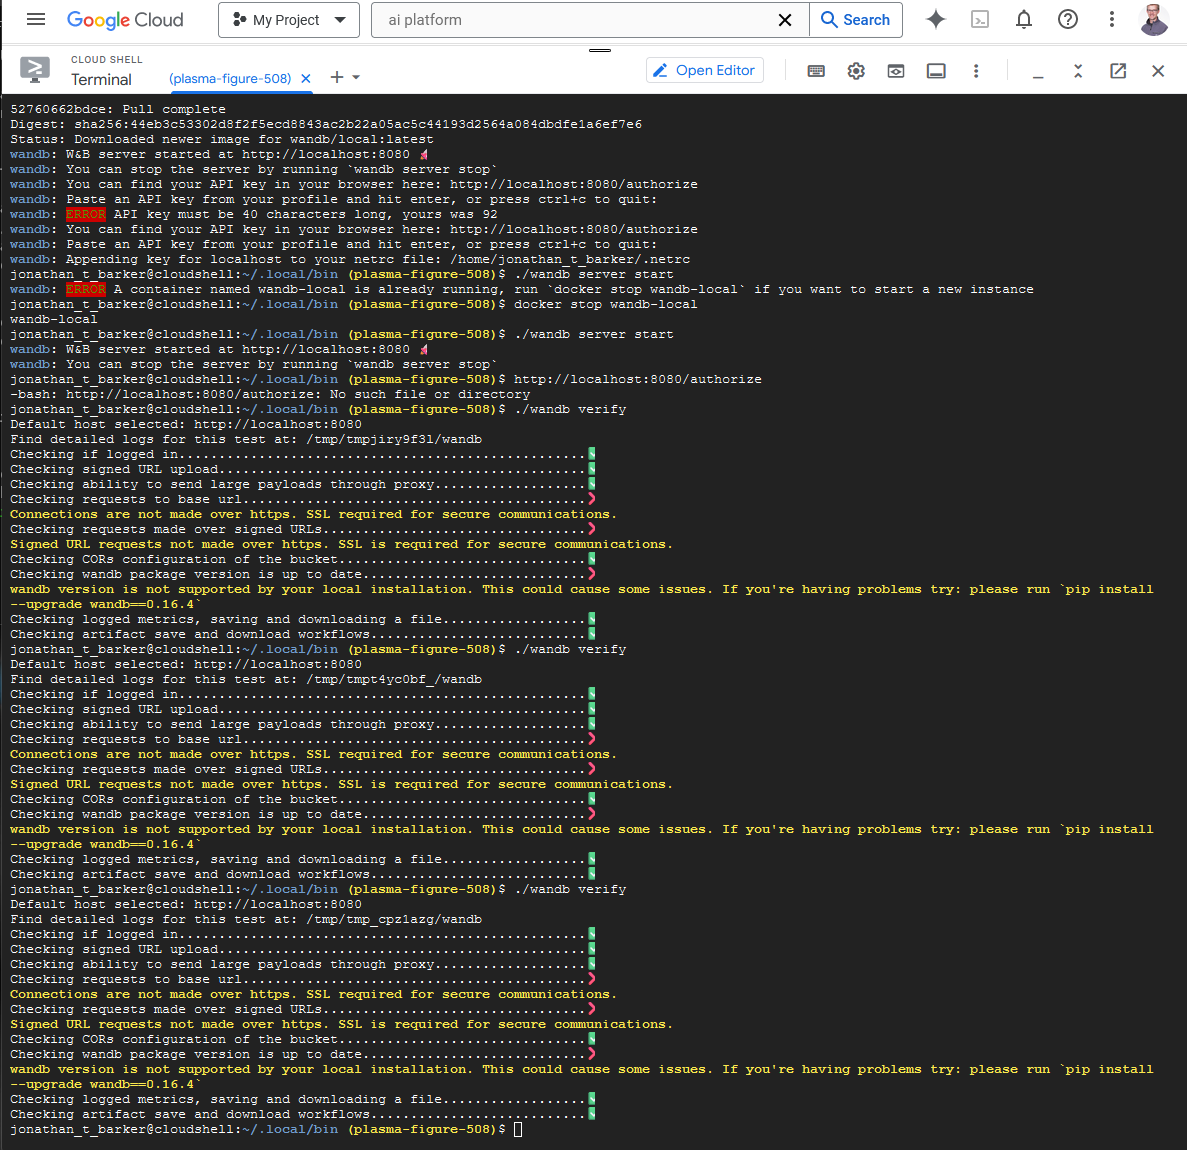 Google Cloud
My Project
ai platform
Search
CLOUD SHELL
Terminal
(plasma-figure-508)
Open Editor
52760662bdce: Pull complete
Digest: sha256:44eb3c53302d8f2f5ecd8843ac2b22a05ac5c44193d2564a084dbdfe1a6ef7e6
Status: Downloaded newer image for wandb/local:latest
wandb: W&B server started at http://localhost:8080 🚀
wandb: You can stop the server by running `wandb server stop`
wandb: You can find your API key in your browser here: http://localhost:8080/authorize
wandb: Paste an API key from your profile and hit enter, or press ctrl+c to quit:
wandb: ERROR API key must be 40 characters long, yours was 92
wandb: You can find your API key in your browser here: http://localhost:8080/authorize
wandb: Paste an API key from your profile and hit enter, or press ctrl+c to quit:
wandb: Appending key for localhost to your netrc file: /home/jonathan_t_barker/.netrc
jonathan_t_barker@cloudshell:~/.local/bin (plasma-figure-508)$ ./wandb server start
wandb: ERROR A container named wandb-local is already running, run `docker stop wandb-local` if you want to start a new instance
jonathan_t_barker@cloudshell:~/.local/bin (plasma-figure-508)$ docker stop wandb-local
wandb-local
jonathan_t_barker@cloudshell:~/.local/bin (plasma-figure-508)$ ./wandb server start
wandb: W&B server started at http://localhost:8080 🚀
wandb: You can stop the server by running `wandb server stop`
jonathan_t_barker@cloudshell:~/.local/bin (plasma-figure-508)$ http://localhost:8080/authorize
-bash: http://localhost:8080/authorize: No such file or directory
jonathan_t_barker@cloudshell:~/.local/bin (plasma-figure-508)$ ./wandb verify
Default host selected: http://localhost:8080
Find detailed logs for this test at: /tmp/tmpjiry9f3l/wandb
Checking if logged in...................................................✅
Checking signed URL upload..............................................✅
Checking ability to send large payloads through proxy...................✅
Checking requests to base url...........................................❌
Connections are not made over https. SSL required for secure communications.
Checking requests made over signed URLs.................................❌
Signed URL requests not made over https. SSL is required for secure communications.
Checking CORs configuration of the bucket...............................✅
Checking wandb package version is up to date............................❌
wandb version is not supported by your local installation. This could cause some issues. If you're having problems try: please run `pip install
--upgrade wandb==0.16.4`
Checking logged metrics, saving and downloading a file..................✅
Checking artifact save and download workflows...........................✅
jonathan_t_barker@cloudshell:~/.local/bin (plasma-figure-508)$ ./wandb verify
Default host selected: http://localhost:8080
Find detailed logs for this test at: /tmp/tmpt4yc0bf_/wandb
Checking if logged in...................................................✅
Checking signed URL upload..............................................✅
Checking ability to send large payloads through proxy...................✅
Checking requests to base url...........................................❌
Connections are not made over https. SSL required for secure communications.
Checking requests made over signed URLs.................................❌
Signed URL requests not made over https. SSL is required for secure communications.
Checking CORs configuration of the bucket...............................✅
Checking wandb package version is up to date............................❌
wandb version is not supported by your local installation. This could cause some issues. If you're having problems try: please run `pip install
--upgrade wandb==0.16.4`
Checking logged metrics, saving and downloading a file..................✅
Checking artifact save and download workflows...........................✅
jonathan_t_barker@cloudshell:~/.local/bin (plasma-figure-508)$ ./wandb verify
Default host selected: http://localhost:8080
Find detailed logs for this test at: /tmp/tmp_cpz1azg/wandb
Checking if logged in...................................................✅
Checking signed URL upload..............................................✅
Checking ability to send large payloads through proxy...................✅
Checking requests to base url...........................................❌
Connections are not made over https. SSL required for secure communications.
Checking requests made over signed URLs.................................❌
Signed URL requests not made over https. SSL is required for secure communications.
Checking CORs configuration of the bucket...............................✅
Checking wandb package version is up to date............................❌
wandb version is not supported by your local installation. This could cause some issues. If you're having problems try: please run `pip install
--upgrade wandb==0.16.4`
Checking logged metrics, saving and downloading a file..................✅
Checking artifact save and download workflows...........................✅
jonathan_t_barker@cloudshell:~/.local/bin (plasma-figure-508)$